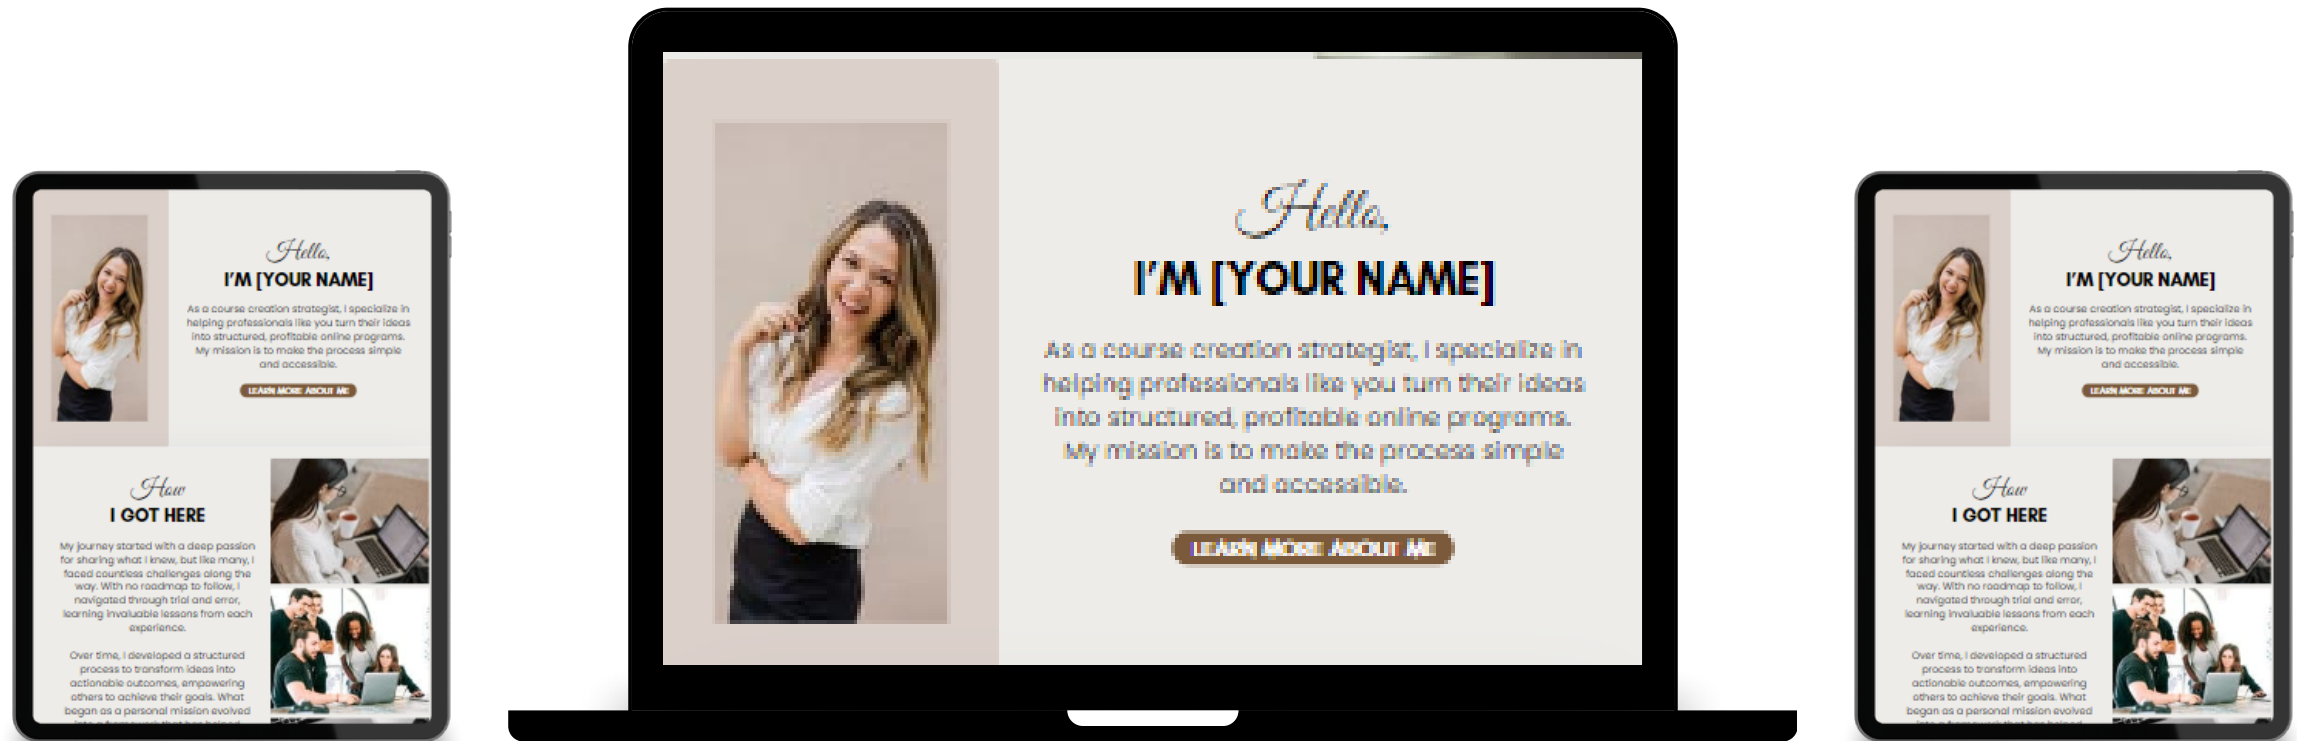 Hello,
I'M [YOUR NAME]
As a course creation strategist, I specialize in
helping professionals like you turn their ideas
into structured, profitable online programs.
My mission is to make the process simple
and accessible.
LEARN MORE ABOUT ME
How
I GOT HERE
My journey started with a deep passion
for sharing what I knew, but like many, I
faced countless challenges along the
way. With no roadmap to follow, I
navigated through trial and error,
learning invaluable lessons from each
experience.
Over time, I developed a structured
process to transform ideas into
actionable outcomes, empowering
others to achieve their goals. What
began as a personal mission evolved
Hello,
I'M [YOUR NAME]
As a course creation strategist, I specialize in
helping professionals like you turn their ideas
into structured, profitable online programs.
My mission is to make the process simple
and accessible.
LEARN MORE ABOUT ME
Hello,
I'M [YOUR NAME]
As a course creation strategist, I specialize in
helping professionals like you turn their ideas
into structured, profitable online programs.
My mission is to make the process simple
and accessible.
LEARN MORE ABOUT ME
How
I GOT HERE
My journey started with a deep passion
for sharing what I knew, but like many, I
faced countless challenges along the
way. With no roadmap to follow, I
navigated through trial and error,
learning invaluable lessons from each
experience.
Over time, I developed a structured
process to transform ideas into
actionable outcomes, empowering
others to achieve their goals. What
began as a personal mission evolved